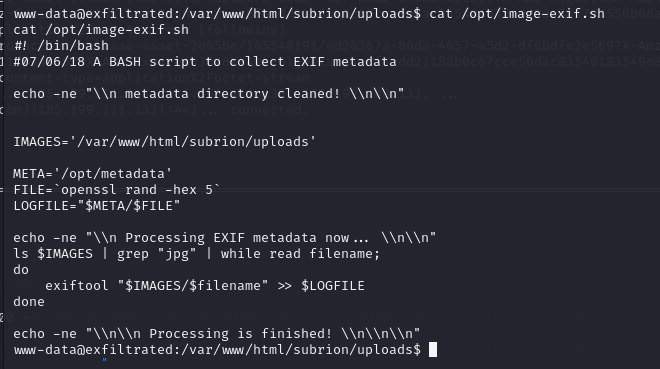 www-data@exfiltrated:/var/www/html/subrion/uploads$ cat /opt/image-exif.sh
cat /opt/image-exif.sh
#! /bin/bash
#07/06/18 A BASH script to collect EXIF metadata
echo -ne "\\n metadata directory cleaned! \\n\\n"
IMAGES='/var/www/html/subrion/uploads'
META='/opt/metadata'
FILE=`openssl rand -hex 5`
LOGFILE="$META/$FILE"
echo -ne "\\n Processing EXIF metadata now... \\n\\n"
ls $IMAGES | grep "jpg" | while read filename;
do
    exiftool "$IMAGES/$filename" >> $LOGFILE
done
echo -ne "\\n\\n Processing is finished! \\n\\n\\n"
www-data@exfiltrated:/var/www/html/subrion/uploads$